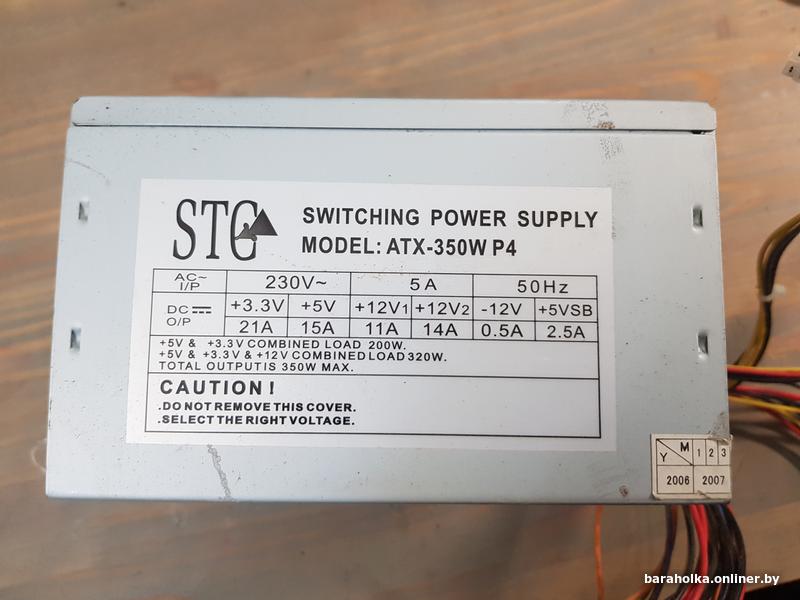 STG
SWITCHING POWER SUPPLY
MODEL: ATX-350W P4
AC~ I/P 230V~ 5A 50Hz
DC O/P +3.3V +5V +12V1 +12V2 -12V +5VSB
21A 15A 11A 14A 0.5A 2.5A
+5V & +3.3V COMBINED LOAD 200W.
+5V & +3.3V & +12V COMBINED LOAD 320W.
TOTAL OUTPUT IS 350W MAX.
CAUTION!
.DO NOT REMOVE THIS COVER.
.SELECT THE RIGHT VOLTAGE.
Y M 1 2 3
2006 2007
baraholka.onliner.by